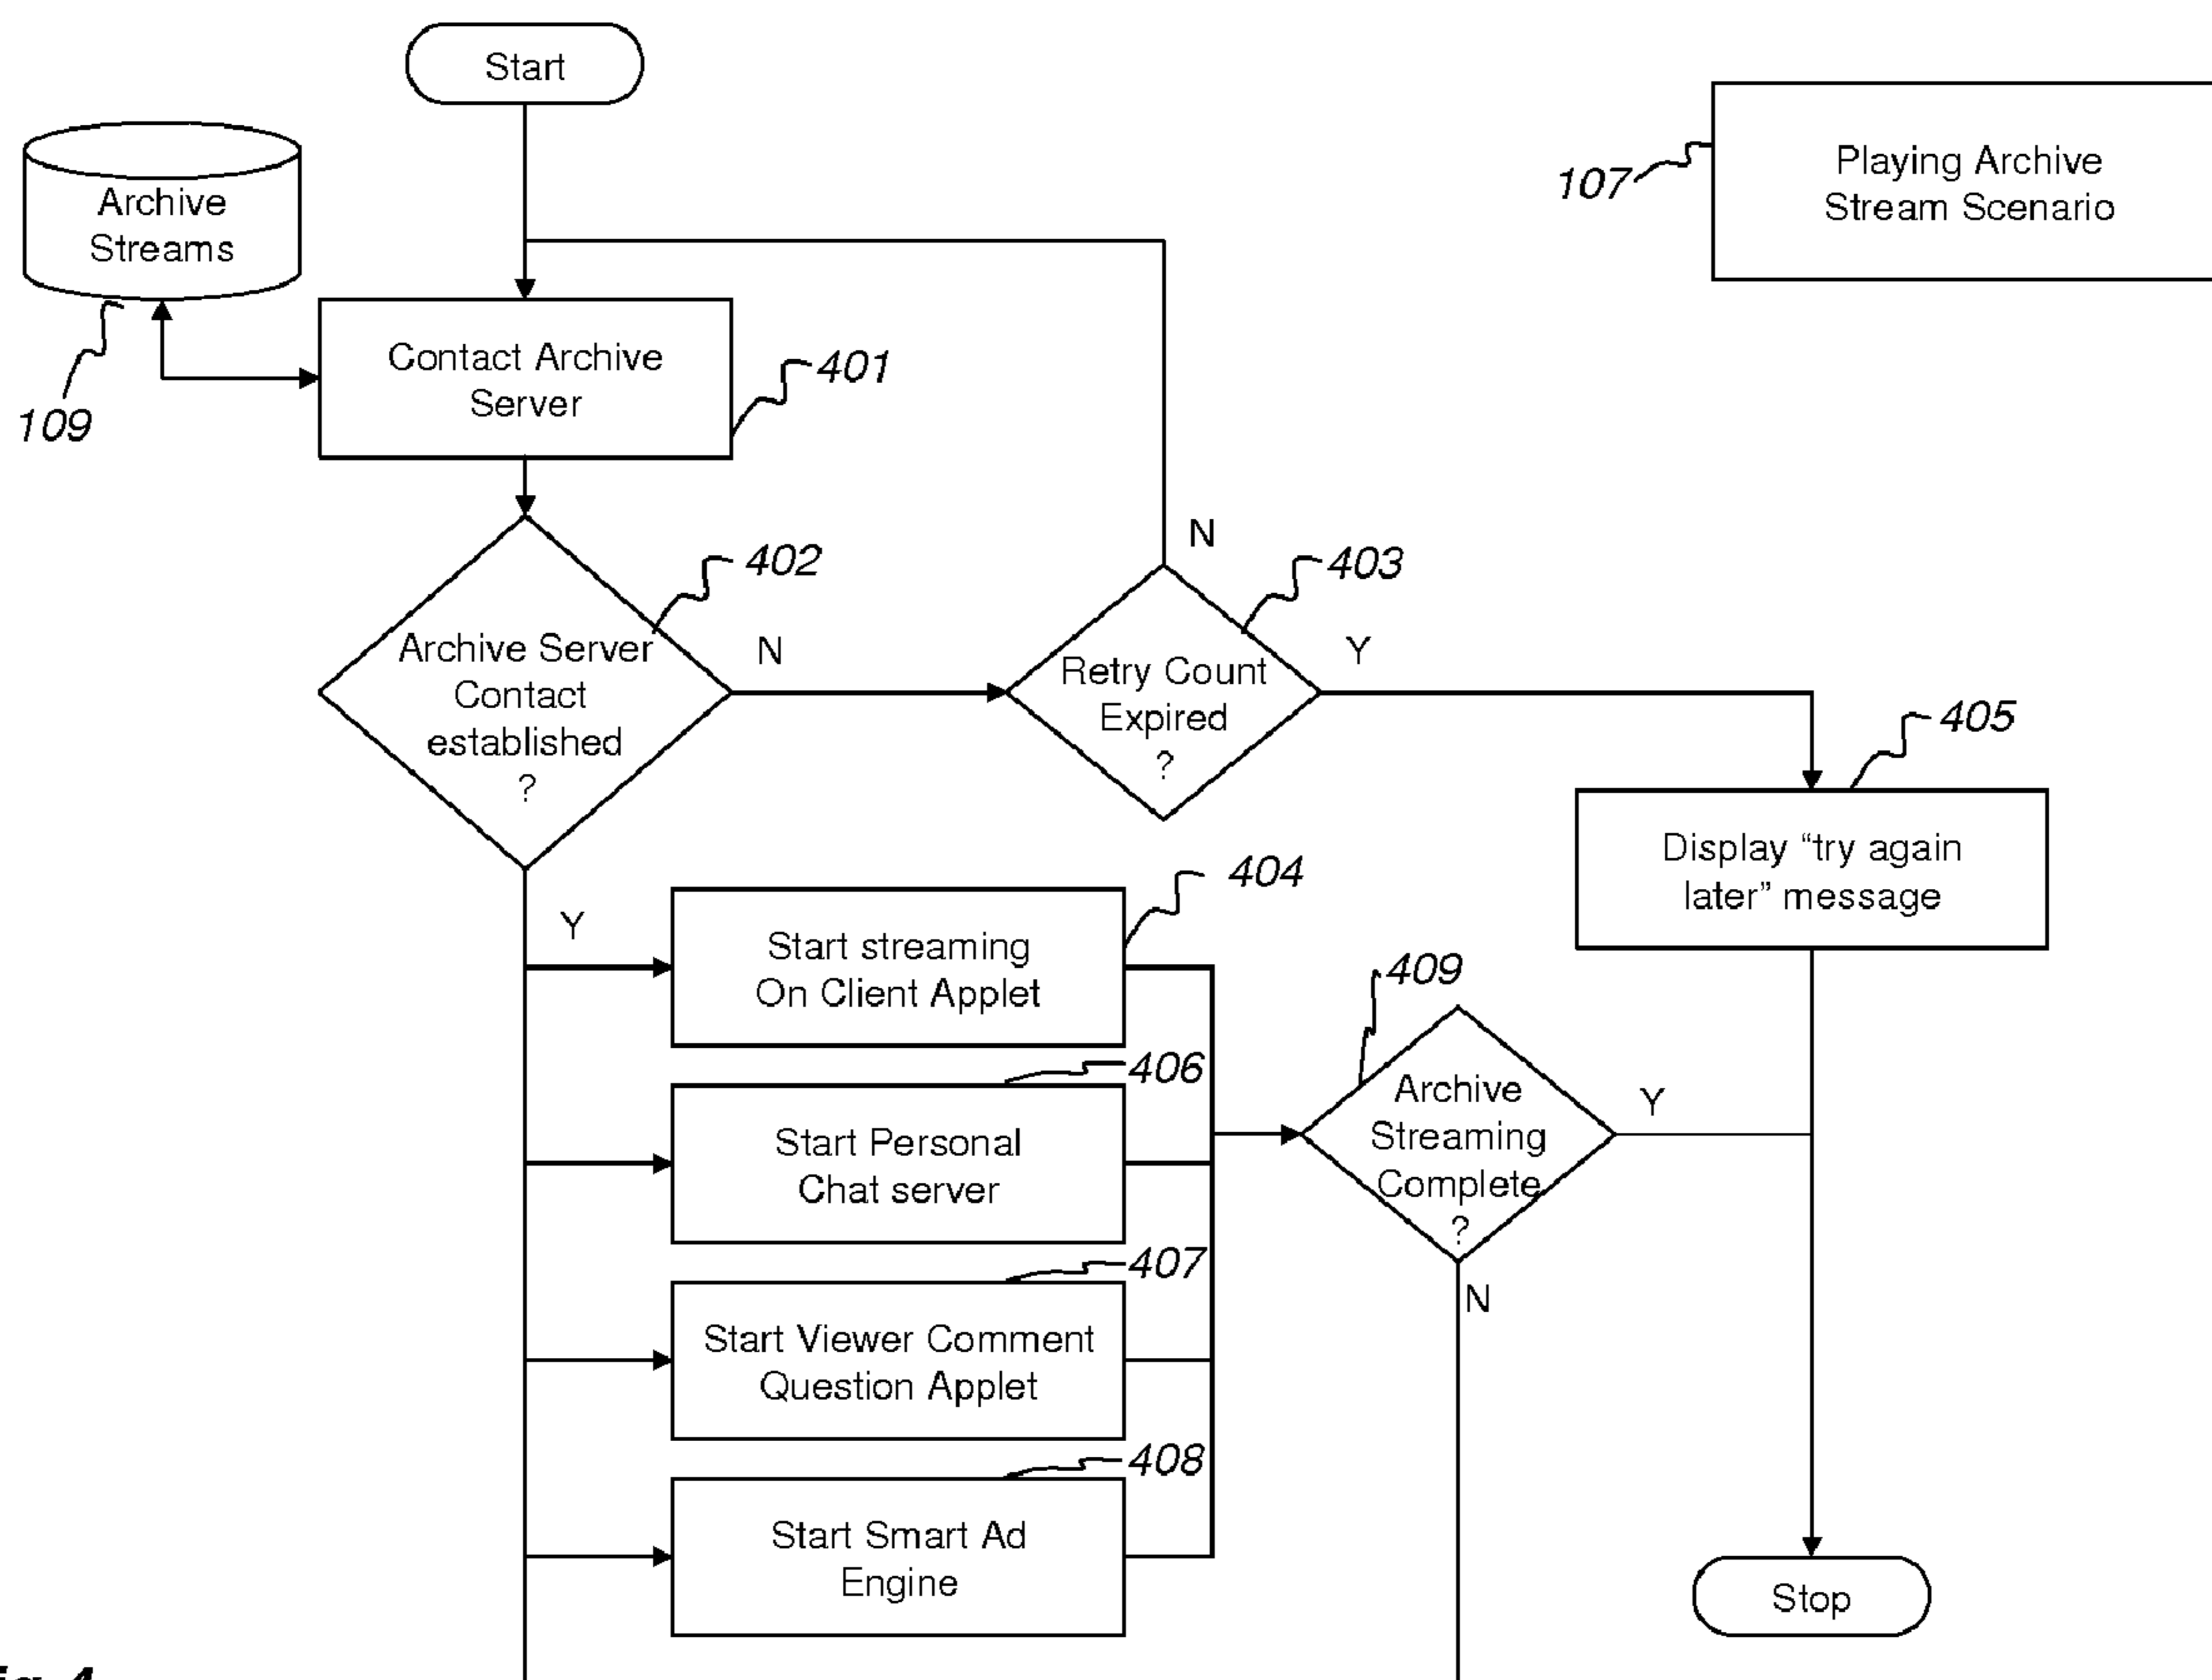 Start
Archive
Streams
109
Playing Archive
Stream Scenario
107
Contact Archive
Server
401
Archive Server
Contact
established
?
402
N
Retry Count
Expired
?
403
N
Y
Display “try again
later” message
405
Y
Start streaming
On Client Applet
404
Start Personal
Chat server
406
Start Viewer Comment
Question Applet
407
Start Smart Ad
Engine
408
Archive
Streaming
Complete
?
409
Y
N
Stop